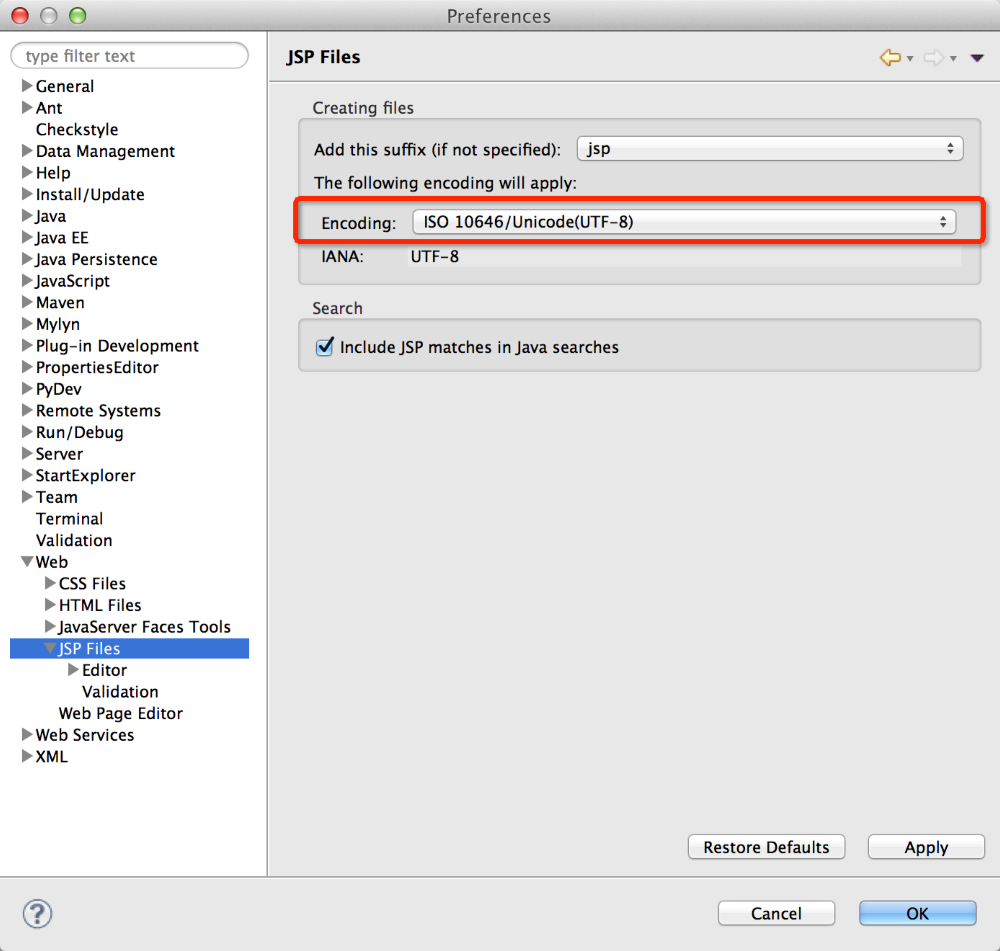 Preferences
type filter text
General
Ant
Checkstyle
Data Management
Help
Install/Update
Java
Java EE
Java Persistence
JavaScript
Maven
Mylyn
Plug-in Development
PropertiesEditor
PyDev
Remote Systems
Run/Debug
Server
StartExplorer
Team
Terminal
Validation
Web
CSS Files
HTML Files
JavaServer Faces Tools
JSP Files
Editor
Validation
Web Page Editor
Web Services
XML
JSP Files
Creating files
Add this suffix (if not specified): jsp
The following encoding will apply:
Encoding: ISO 10646/Unicode(UTF-8)
IANA: UTF-8
Search
Include JSP matches in Java searches
Restore Defaults Apply
? Cancel OK